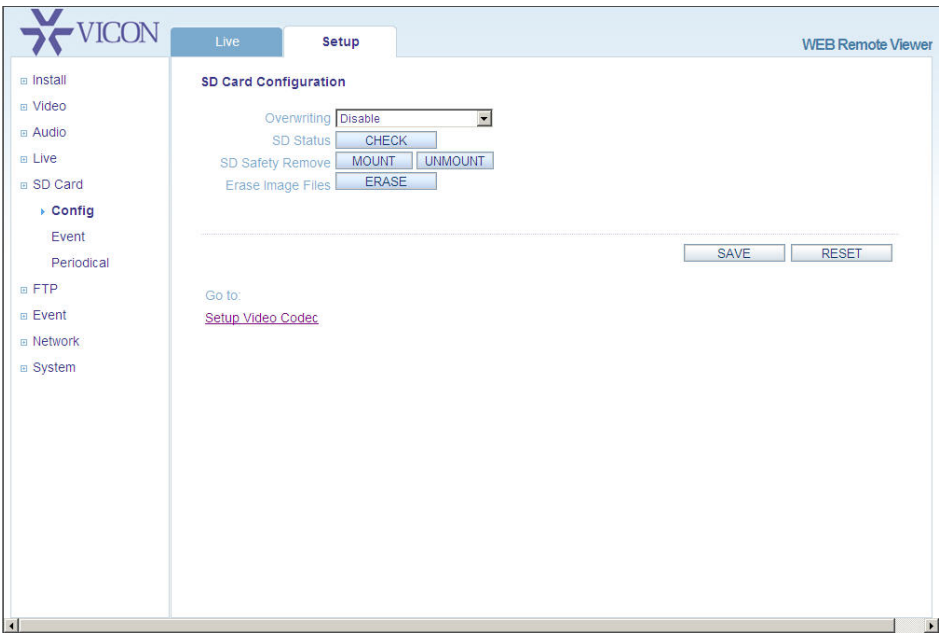 VICON
Live
Setup
WEB Remote Viewer
Install
Video
Audio
Live
SD Card
Config
Event
Periodical
FTP
Event
Network
System
SD Card Configuration
Overwriting Disable
SD Status CHECK
SD Safety Remove MOUNT UNMOUNT
Erase Image Files ERASE
SAVE RESET
Go to:
Setup Video Codec